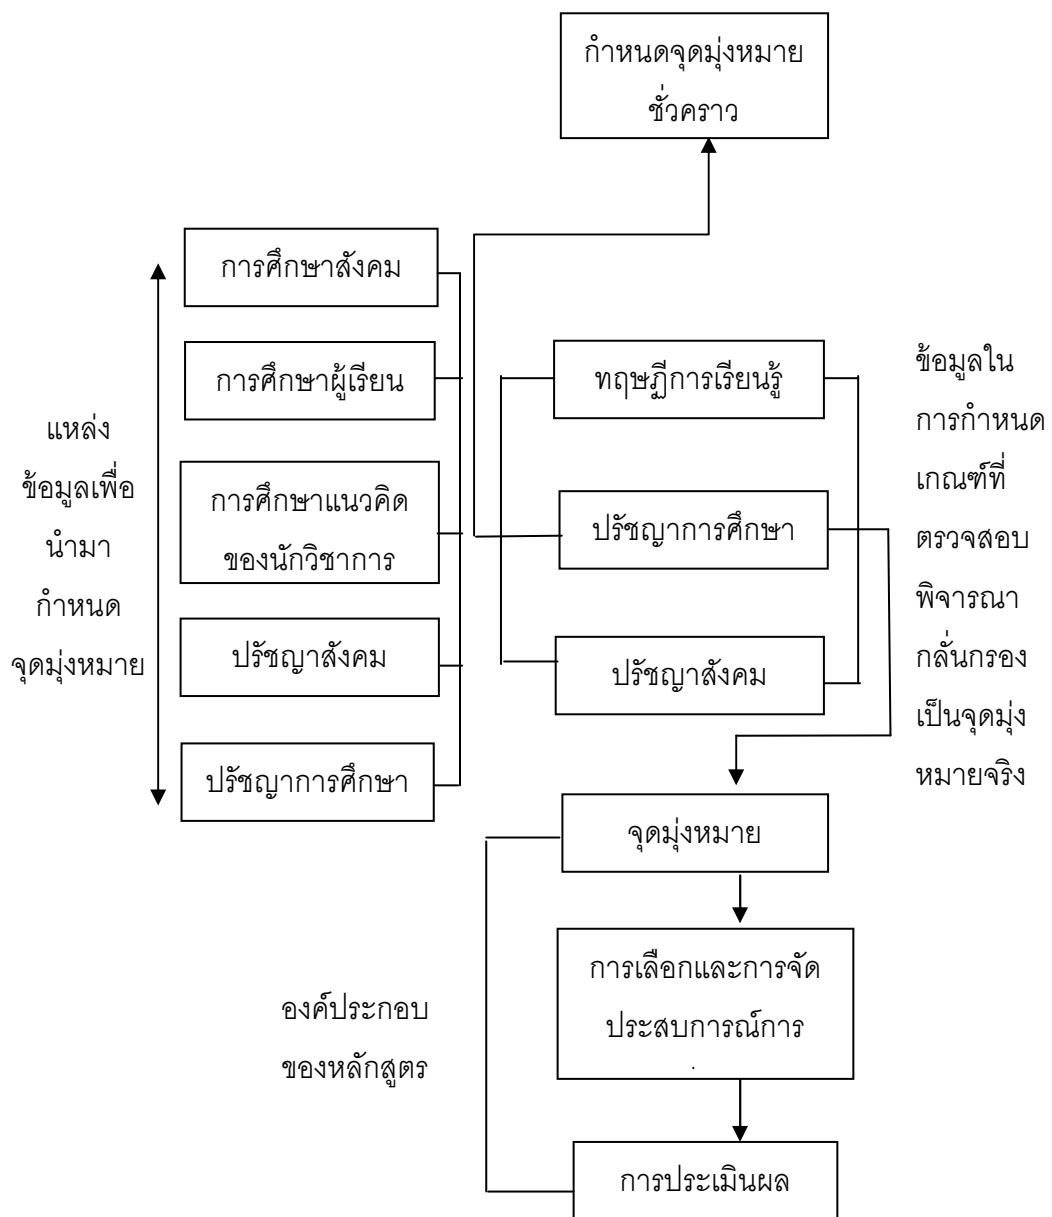 กำหนดจุดมุ่งหมาย
ชั่วคราว
การศึกษาสังคม
การศึกษาผู้เรียน
การศึกษาแนวคิด
ของนักวิชาการ
ปรัชญาสังคม
ปรัชญาการศึกษา
แหล่ง
ข้อมูลเพื่อ
นำมา
กำหนด
จุดมุ่งหมาย
ทฤษฎีการเรียนรู้
ปรัชญาการศึกษา
ปรัชญาสังคม
ข้อมูลใน
การกำหนด
เกณฑ์ที่
ตรวจสอบ
พิจารณา
กลั่นกรอง
เป็นจุดมุ่ง
หมายจริง
จุดมุ่งหมาย
การเลือกและการจัด
ประสบการณ์การ
องค์ประกอบ
ของหลักสูตร
การประเมินผล